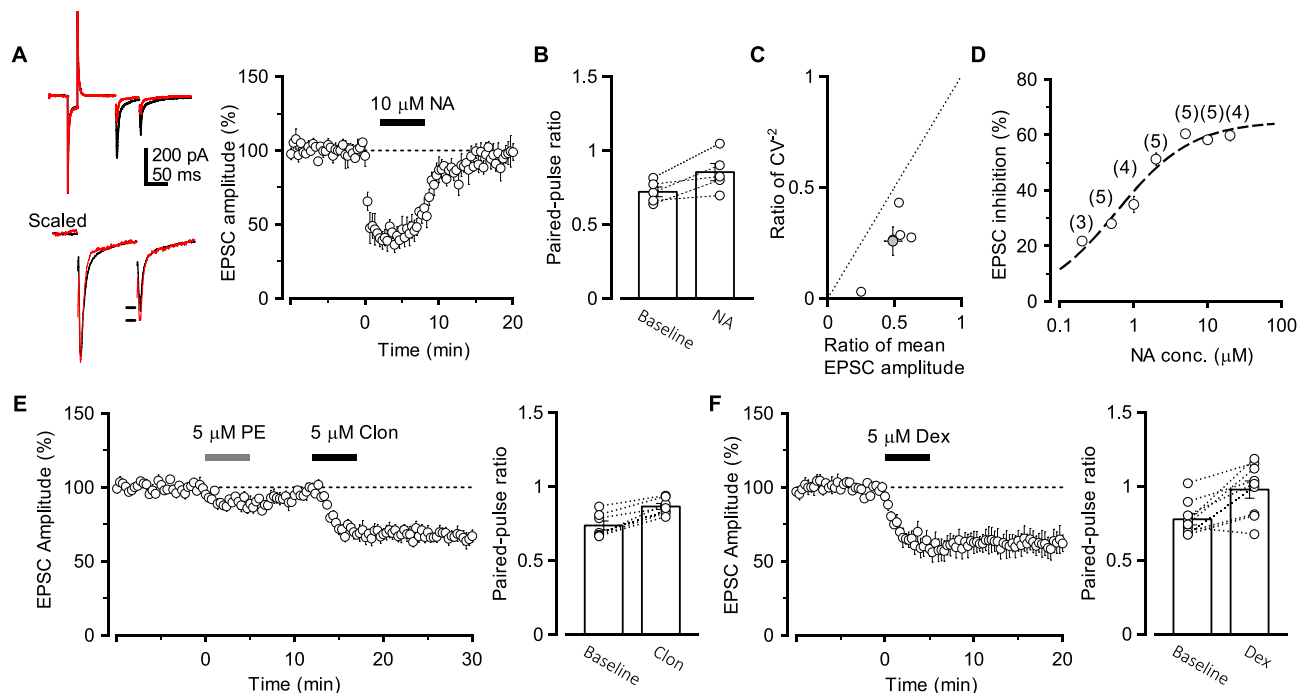 A
200 pA
50 ms
Scaled
EPSC amplitude (%)
150
100
50
0
10 μM NA
0
10
20
Time (min)
B
Paired-pulse ratio
1.5
1
0.5
0
Baseline
NA
C
Ratio of CV⁻²
1
0.5
0
0
0.5
1
Ratio of mean
EPSC amplitude
D
EPSC inhibition (%)
80
60
40
20
0
(3)
(5)
(4)
(5)
(5)(5)(4)
0.1
1
10
100
NA conc. (μM)
E
EPSC Amplitude (%)
150
100
50
0
5 μM PE
5 μM Clon
0
10
20
30
Time (min)
Paired-pulse ratio
1.5
1
0.5
0
Baseline
Clon
F
EPSC Amplitude (%)
150
100
50
0
5 μM Dex
0
10
20
Time (min)
Paired-pulse ratio
1.5
1
0.5
0
Baseline
Dex